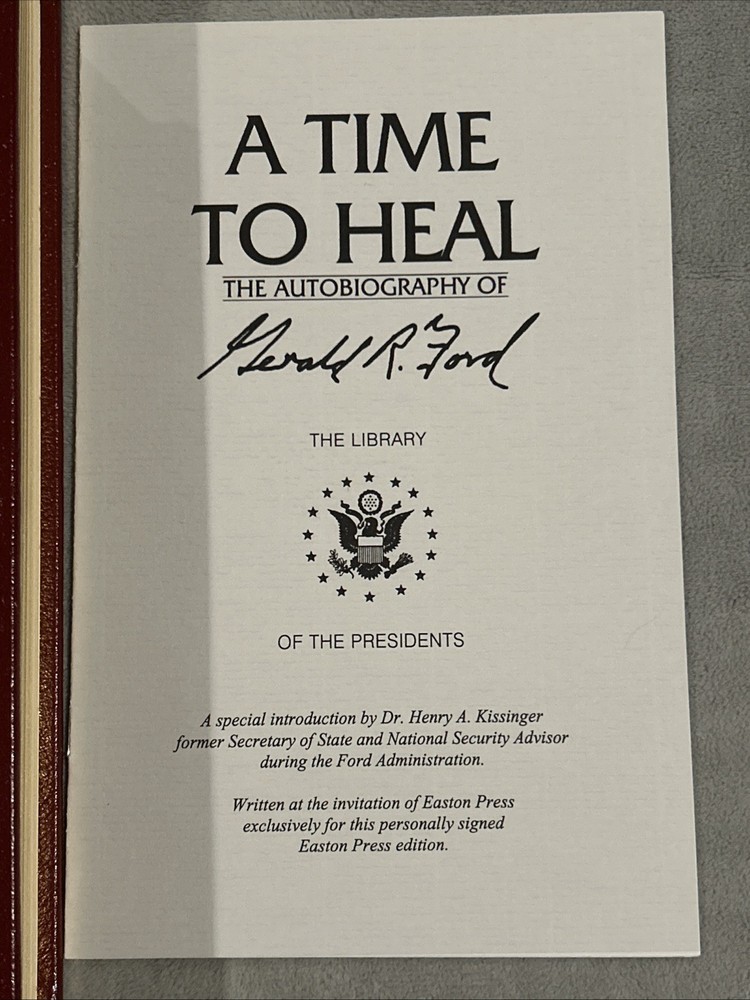 A TIME
TO HEAL
THE AUTOBIOGRAPHY OF
Gerald R. Ford
THE LIBRARY
OF THE PRESIDENTS
A special introduction by Dr. Henry A. Kissinger
former Secretary of State and National Security Advisor
during the Ford Administration.
Written at the invitation of Easton Press
exclusively for this personally signed
Easton Press edition.